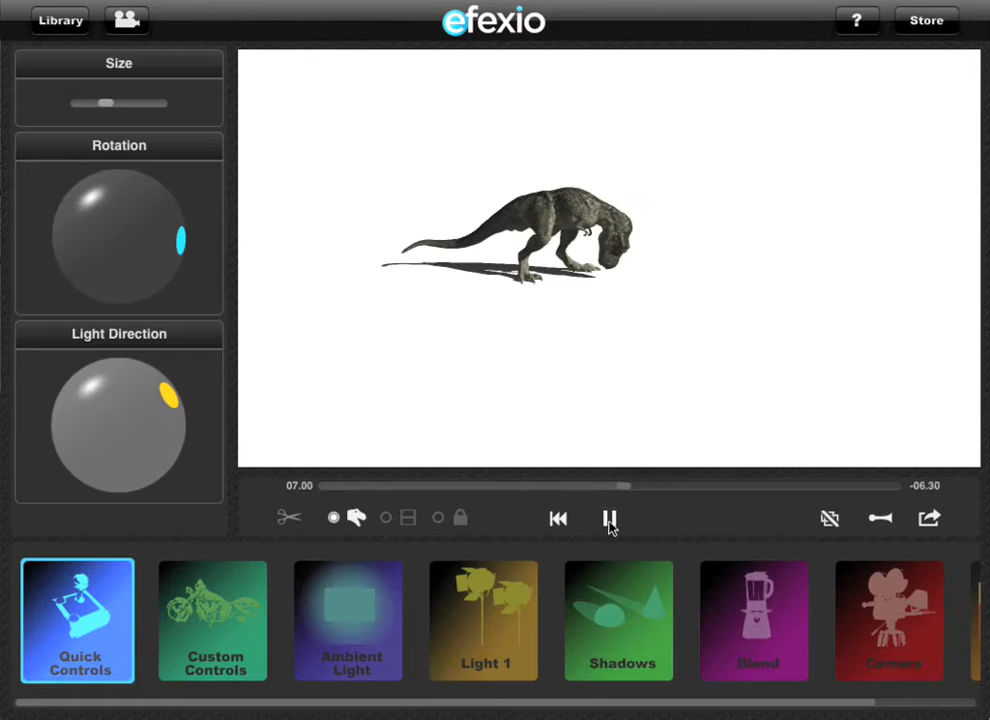 Library
efexio
?
Store
Size
Rotation
Light Direction
07.00
-06.30
Quick
Controls
Custom
Controls
Ambient
Light
Light 1
Shadows
Blend
Camera